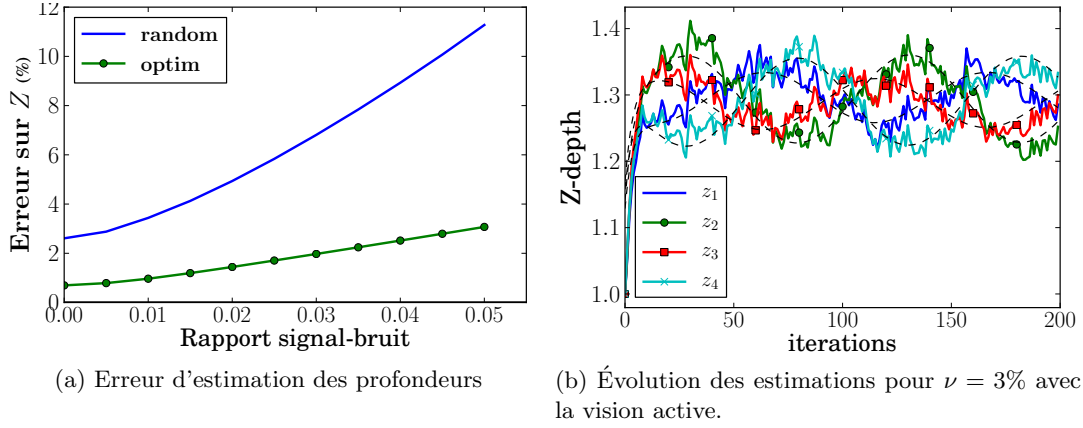 12
10
8
6
4
2
0
Erreur sur Z (%)
random
optim
0.00 0.01 0.02 0.03 0.04 0.05
Rapport signal-bruit
(a) Erreur d'estimation des profondeurs
1.4
1.3
1.2
1.1
1.0
Z-depth
z1
z2
z3
z4
0 50 100 150 200
iterations
(b) Évolution des estimations pour ν = 3% avec
la vision active.